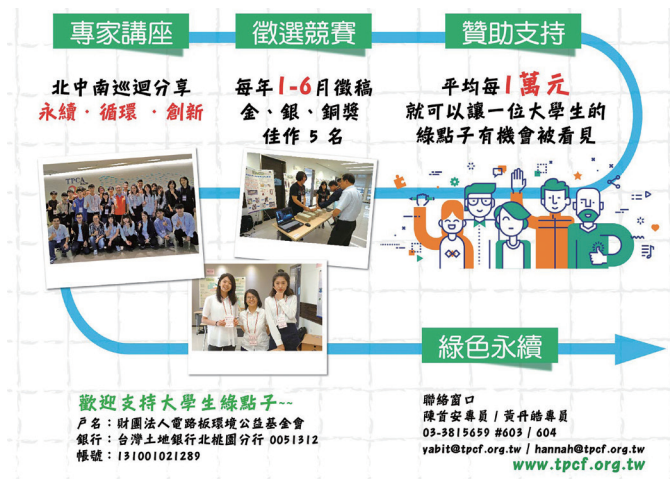 專家講座
徵選競賽
贊助支持
北中南巡迴分享
永續・循環・創新
每年1-6月徵稿
金、銀、銅獎
佳作 5 名
平均每1萬元
就可以讓一位大學生的
綠點子有機會被看見
TPCA
綠色永續
歡迎支持大學生綠點子~~
戶名：財團法人電路板環境公益基金會
銀行：台灣土地銀行北桃園分行 0051312
帳號：131001021289
聯絡窗口
陳首安專員 / 黃丹皓專員
03-3815659 #603 / 604
yabit@tpcf.org.tw / hannah@tpcf.org.tw
www.tpcf.org.tw